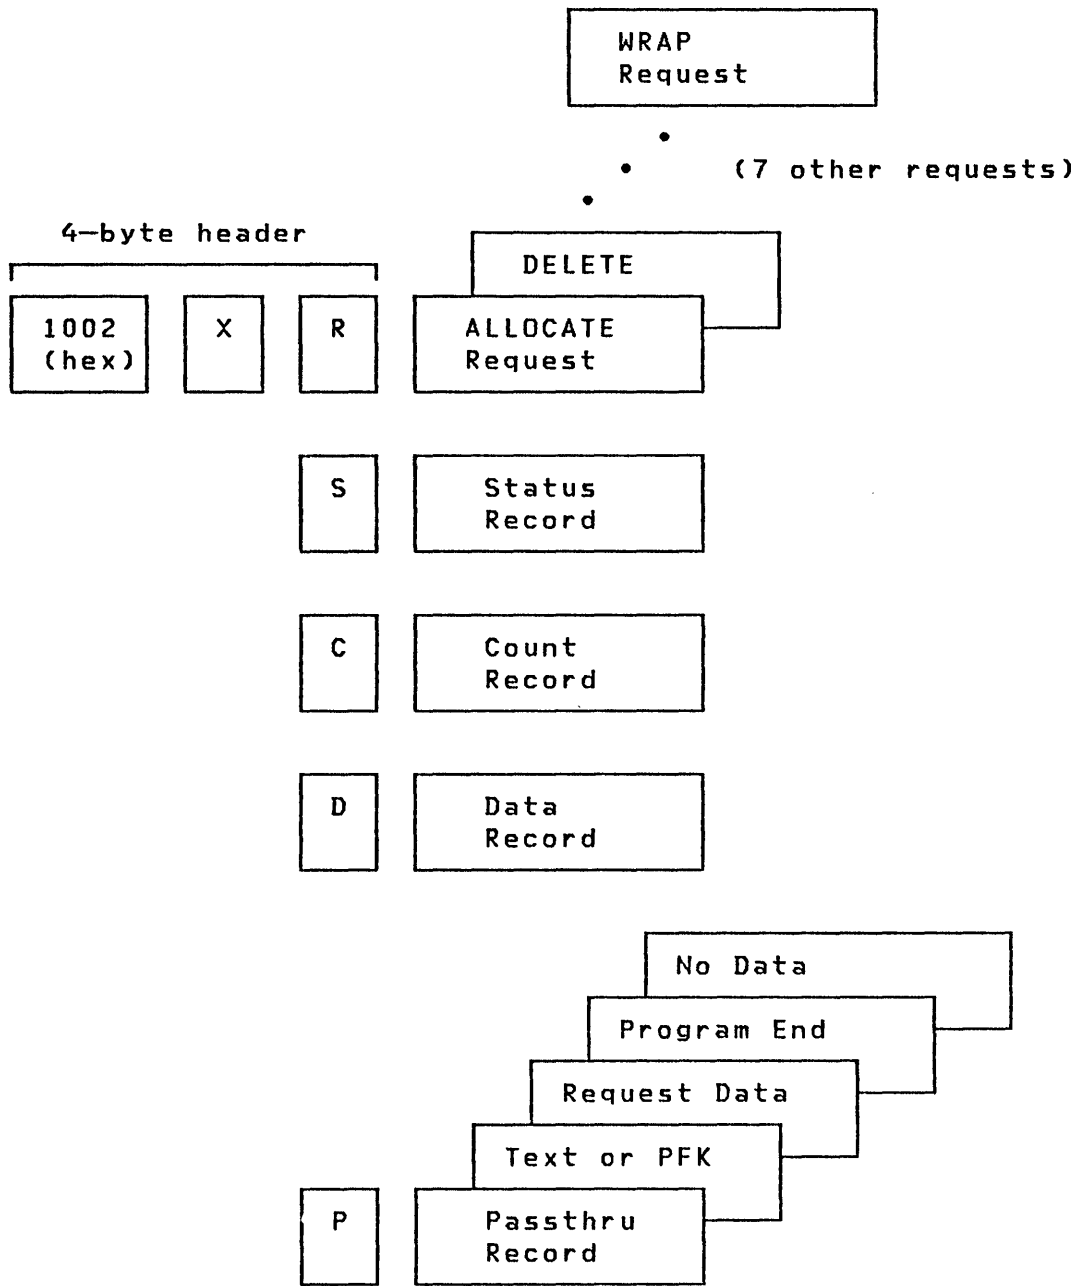 WRAP
Request
(7 other requests)
4-byte header
DELETE
1002
(hex)
X
R
ALLOCATE
Request
S
Status
Record
C
Count
Record
D
Data
Record
No Data
Program End
Request Data
Text or PFK
P
Passthru
Record